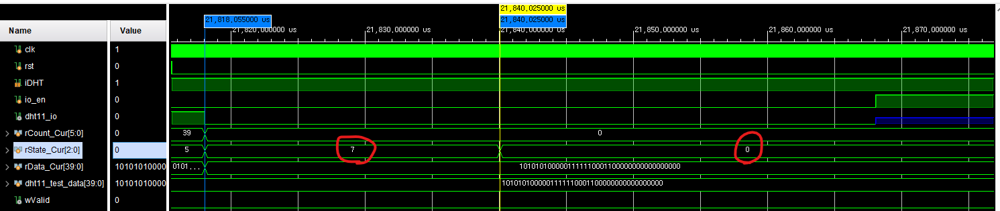 21,840.025000 us
21,818.055000 us
21,840.025000 us
Name
Value
21,820.000000 us
21,830.000000 us
21,840.000000 us
21,850.000000 us
21,860.000000 us
21,870.000000 us
clk
1
rst
0
iDHT
1
io_en
0
dht11_io
0
rCount_Cur[5:0]
0
39
0
rState_Cur[2:0]
0
5
7
0
rData_Cur[39:0]
10101010000
0101...
1010101000001111110001100000000000000000
dht11_test_data[39:0]
10101010000
1010101000001111110001100000000000000000
wValid
0